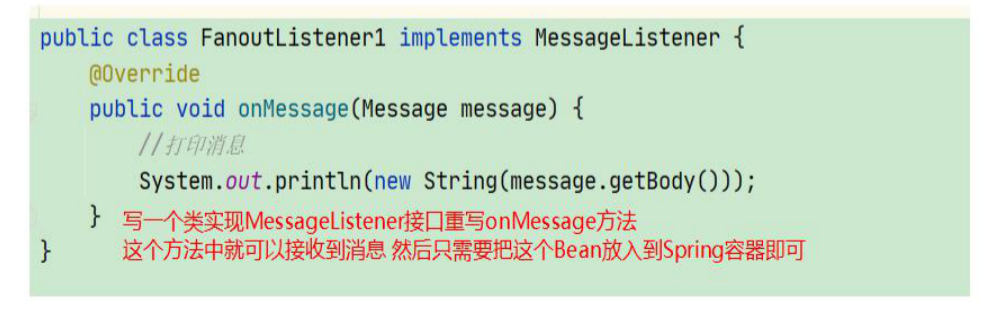 public class FanoutListener1 implements MessageListener {
@Override
public void onMessage(Message message) {
//打印消息
System.out.println(new String(message.getBody()));
}
写一个类实现MessageListener接口重写onMessage方法
}
这个方法中就可以接收到消息 然后只需要把这个Bean放入到Spring容器即可